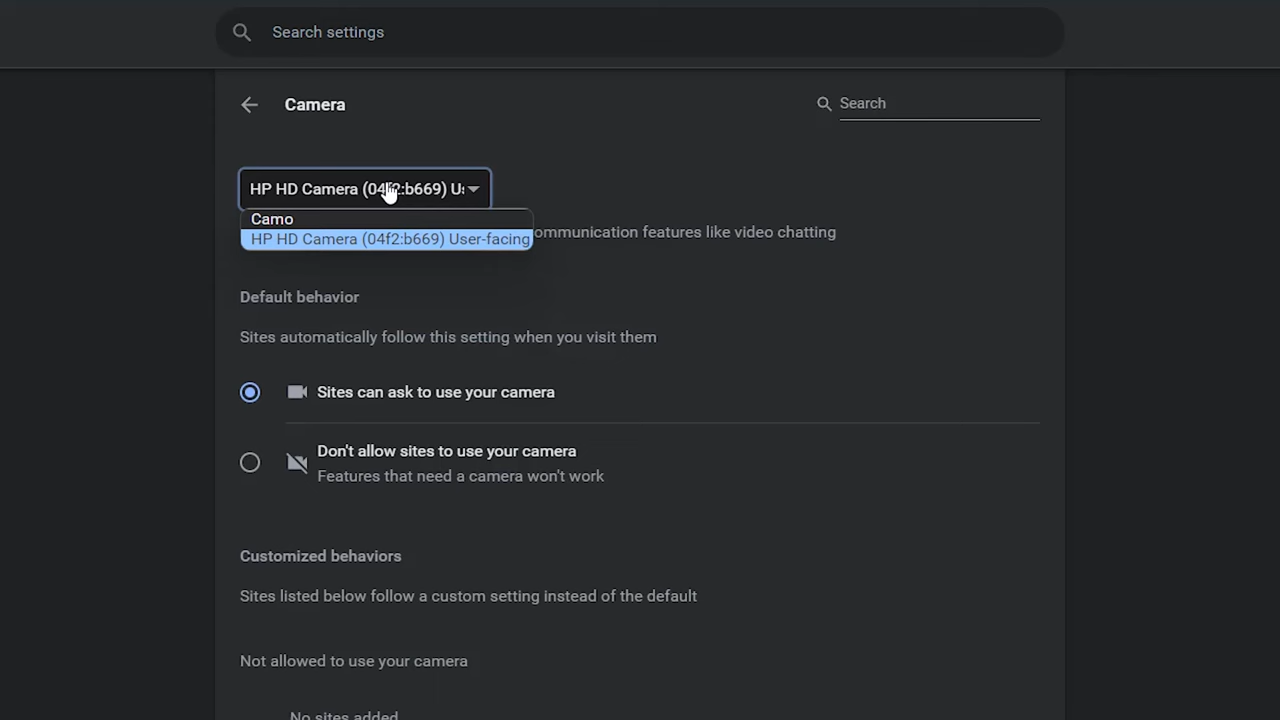 Search settings
Camera
Search
HP HD Camera (04f2:b669)
Camo
HP HD Camera (04f2:b669) User-facing
communication features like video chatting
Default behavior
Sites automatically follow this setting when you visit them
Sites can ask to use your camera
Don't allow sites to use your camera
Features that need a camera won't work
Customized behaviors
Sites listed below follow a custom setting instead of the default
Not allowed to use your camera
No sites added